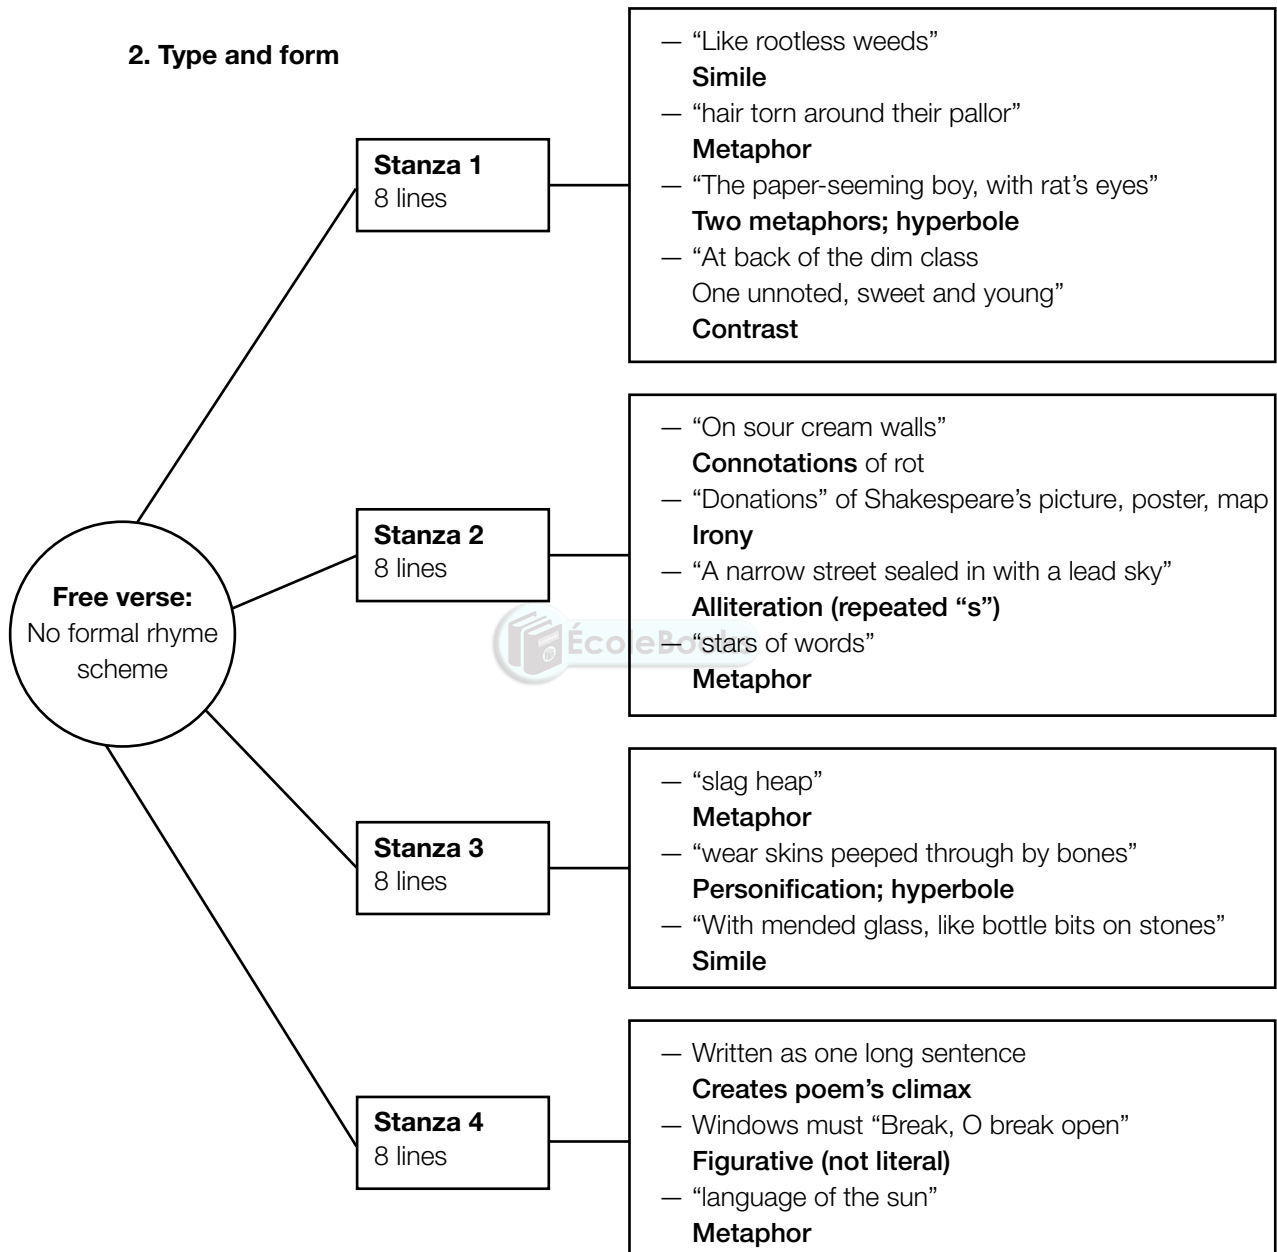 2. Type and form
Free verse:
No formal rhyme
scheme
Stanza 1
8 lines
— “Like rootless weeds”
Simile
— “hair torn around their pallor”
Metaphor
— “The paper-seeming boy, with rat’s eyes”
Two metaphors; hyperbole
— “At back of the dim class
One unnoted, sweet and young”
Contrast
Stanza 2
8 lines
— “On sour cream walls”
Connotations of rot
— “Donations” of Shakespeare’s picture, poster, map
Irony
— “A narrow street sealed in with a lead sky”
Alliteration (repeated “s”)
— “stars of words”
Metaphor
ÉcoleBooks
Stanza 3
8 lines
— “slag heap”
Metaphor
— “wear skins peeped through by bones”
Personification; hyperbole
— “With mended glass, like bottle bits on stones”
Simile
Stanza 4
8 lines
— Written as one long sentence
Creates poem’s climax
— Windows must “Break, O break open”
Figurative (not literal)
— “language of the sun”
Metaphor